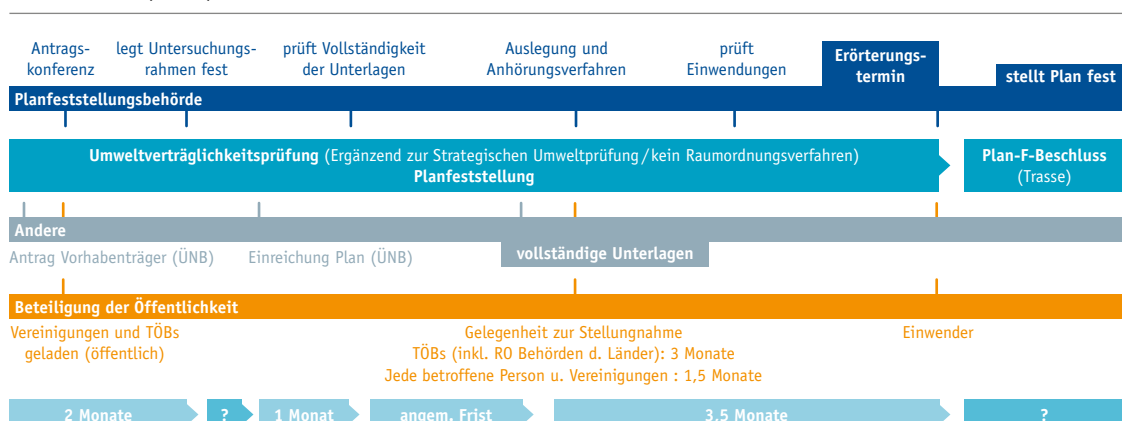 Antrags-
konferenz
legt Untersuchungs-
rahmen fest
prüft Vollständigkeit
der Unterlagen
Auslegung und
Anhörungsverfahren
prüft
Einwendungen
Erörterungs-
termin
stellt Plan fest
Planfeststellungsbehörde
Umweltverträglichkeitsprüfung (Ergänzend zur Strategischen Umweltprüfung / kein Raumordnungsverfahren)
Planfeststellung
Plan-F-Beschluss
(Trasse)
Andere
Antrag Vorhabenträger (ÜNB)
Einreichung Plan (ÜNB)
vollständige Unterlagen
Beteiligung der Öffentlichkeit
Vereinigungen und TÖBs
geladen (öffentlich)
Gelegenheit zur Stellungnahme
TÖBs (inkl. RO Behörden d. Länder): 3 Monate
Jede betroffene Person u. Vereinigungen : 1,5 Monate
Einwender
2 Monate
?
1 Monat
angem. Frist
3,5 Monate
?